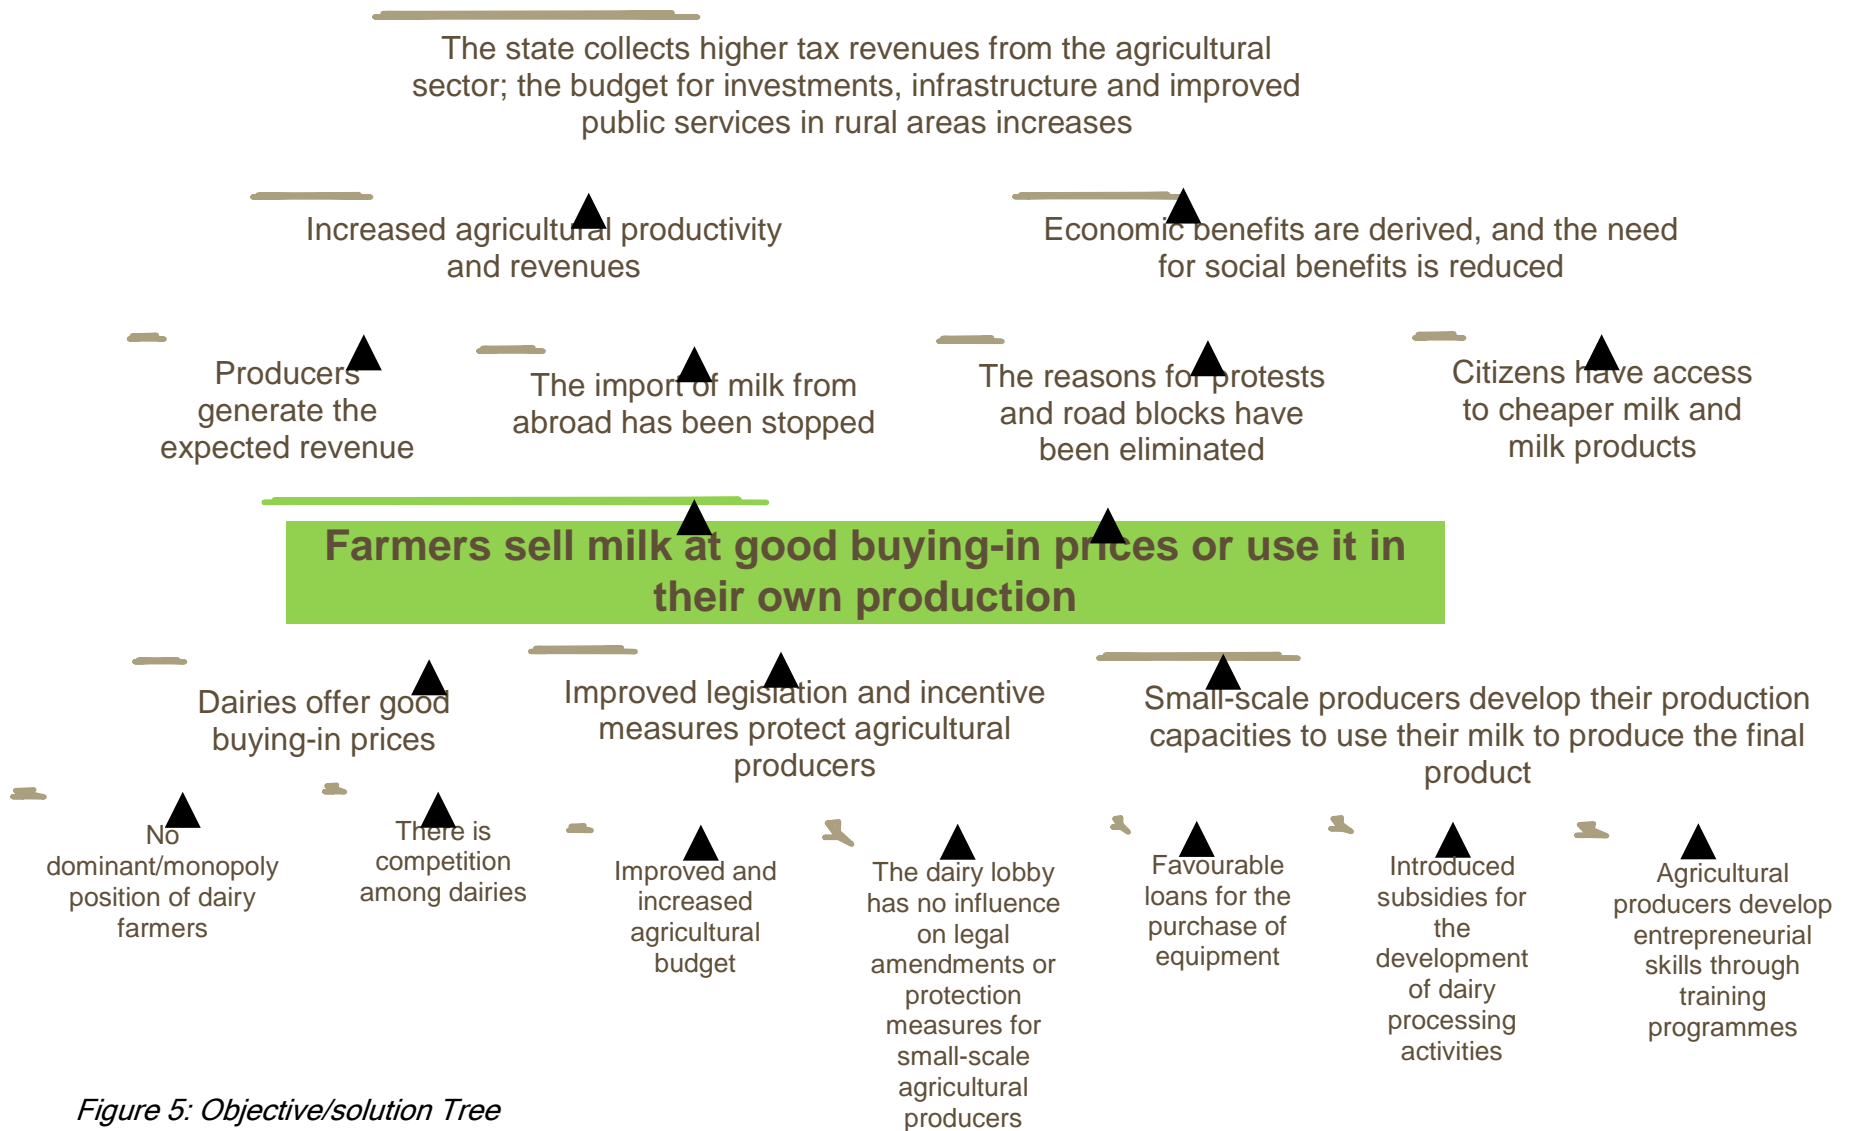 The state collects higher tax revenues from the agricultural
sector; the budget for investments, infrastructure and improved
public services in rural areas increases
Increased agricultural productivity
and revenues
Economic benefits are derived, and the need
for social benefits is reduced
Producers
generate the
expected revenue
The import of milk from
abroad has been stopped
The reasons for protests
and road blocks have
been eliminated
Citizens have access
to cheaper milk and
milk products
Farmers sell milk at good buying-in prices or use it in
their own production
Dairies offer good
buying-in prices
Improved legislation and incentive
measures protect agricultural
producers
Small-scale producers develop their production
capacities to use their milk to produce the final
product
No
dominant/monopoly
position of dairy
farmers
There is
competition
among dairies
Improved and
increased
agricultural
budget
The dairy lobby
has no influence
on legal
amendments or
protection
measures for
small-scale
agricultural
producers
Favourable
loans for the
purchase of
equipment
Introduced
subsidies for
the
development
of dairy
processing
activities
Agricultural
producers develop
entrepreneurial
skills through
training
programmes
Figure 5: Objective/solution Tree